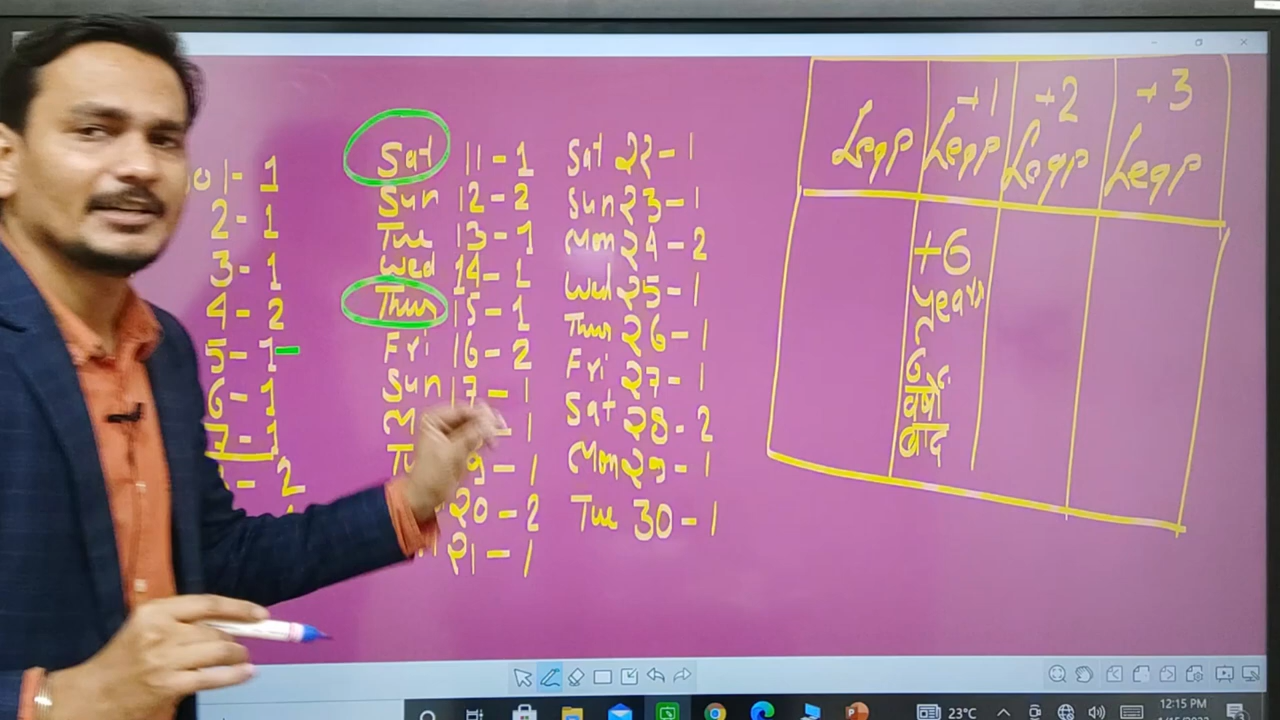 01-1
2-1
3-1
4-2
5-1
6-1
7-1
-2
Sat 11-1
Sun 12-2
Tue 13-1
Wed 14-1
Thur 15-1
Fri 16-2
Sun 17-1
-1
9-1
20-2
21-1
Sat 22-1
Sun 23-1
Mon 24-2
Wed 25-1
Thur 26-1
Fri 27-1
Sat 28-2
Mon 29-1
Tue 30-1
Leap
+1
Leap
+2
Leap
+3
Leap
+6
years
6
वर्षों
बाद
23°C
12:15 PM